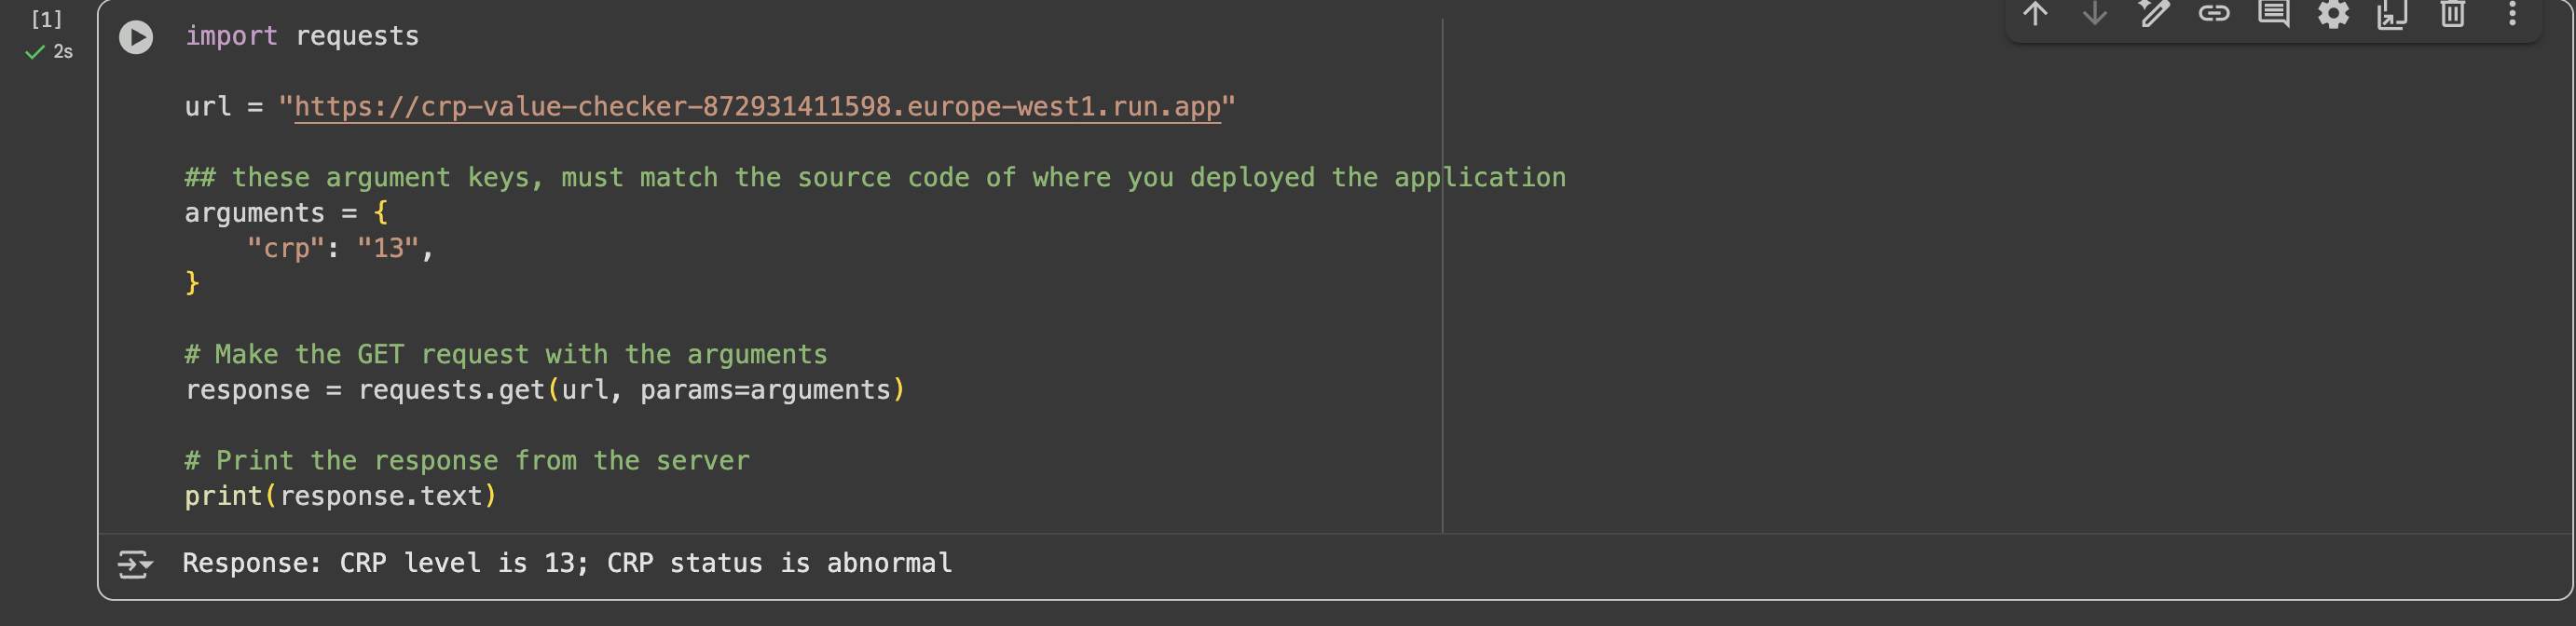 [1]
2s
import requests
url = "https://crp-value-checker-872931411598.europe-west1.run.app"
## these argument keys, must match the source code of where you deployed the application
arguments = {
    "crp": "13",
}
# Make the GET request with the arguments
response = requests.get(url, params=arguments)
# Print the response from the server
print(response.text)
Response: CRP level is 13; CRP status is abnormal